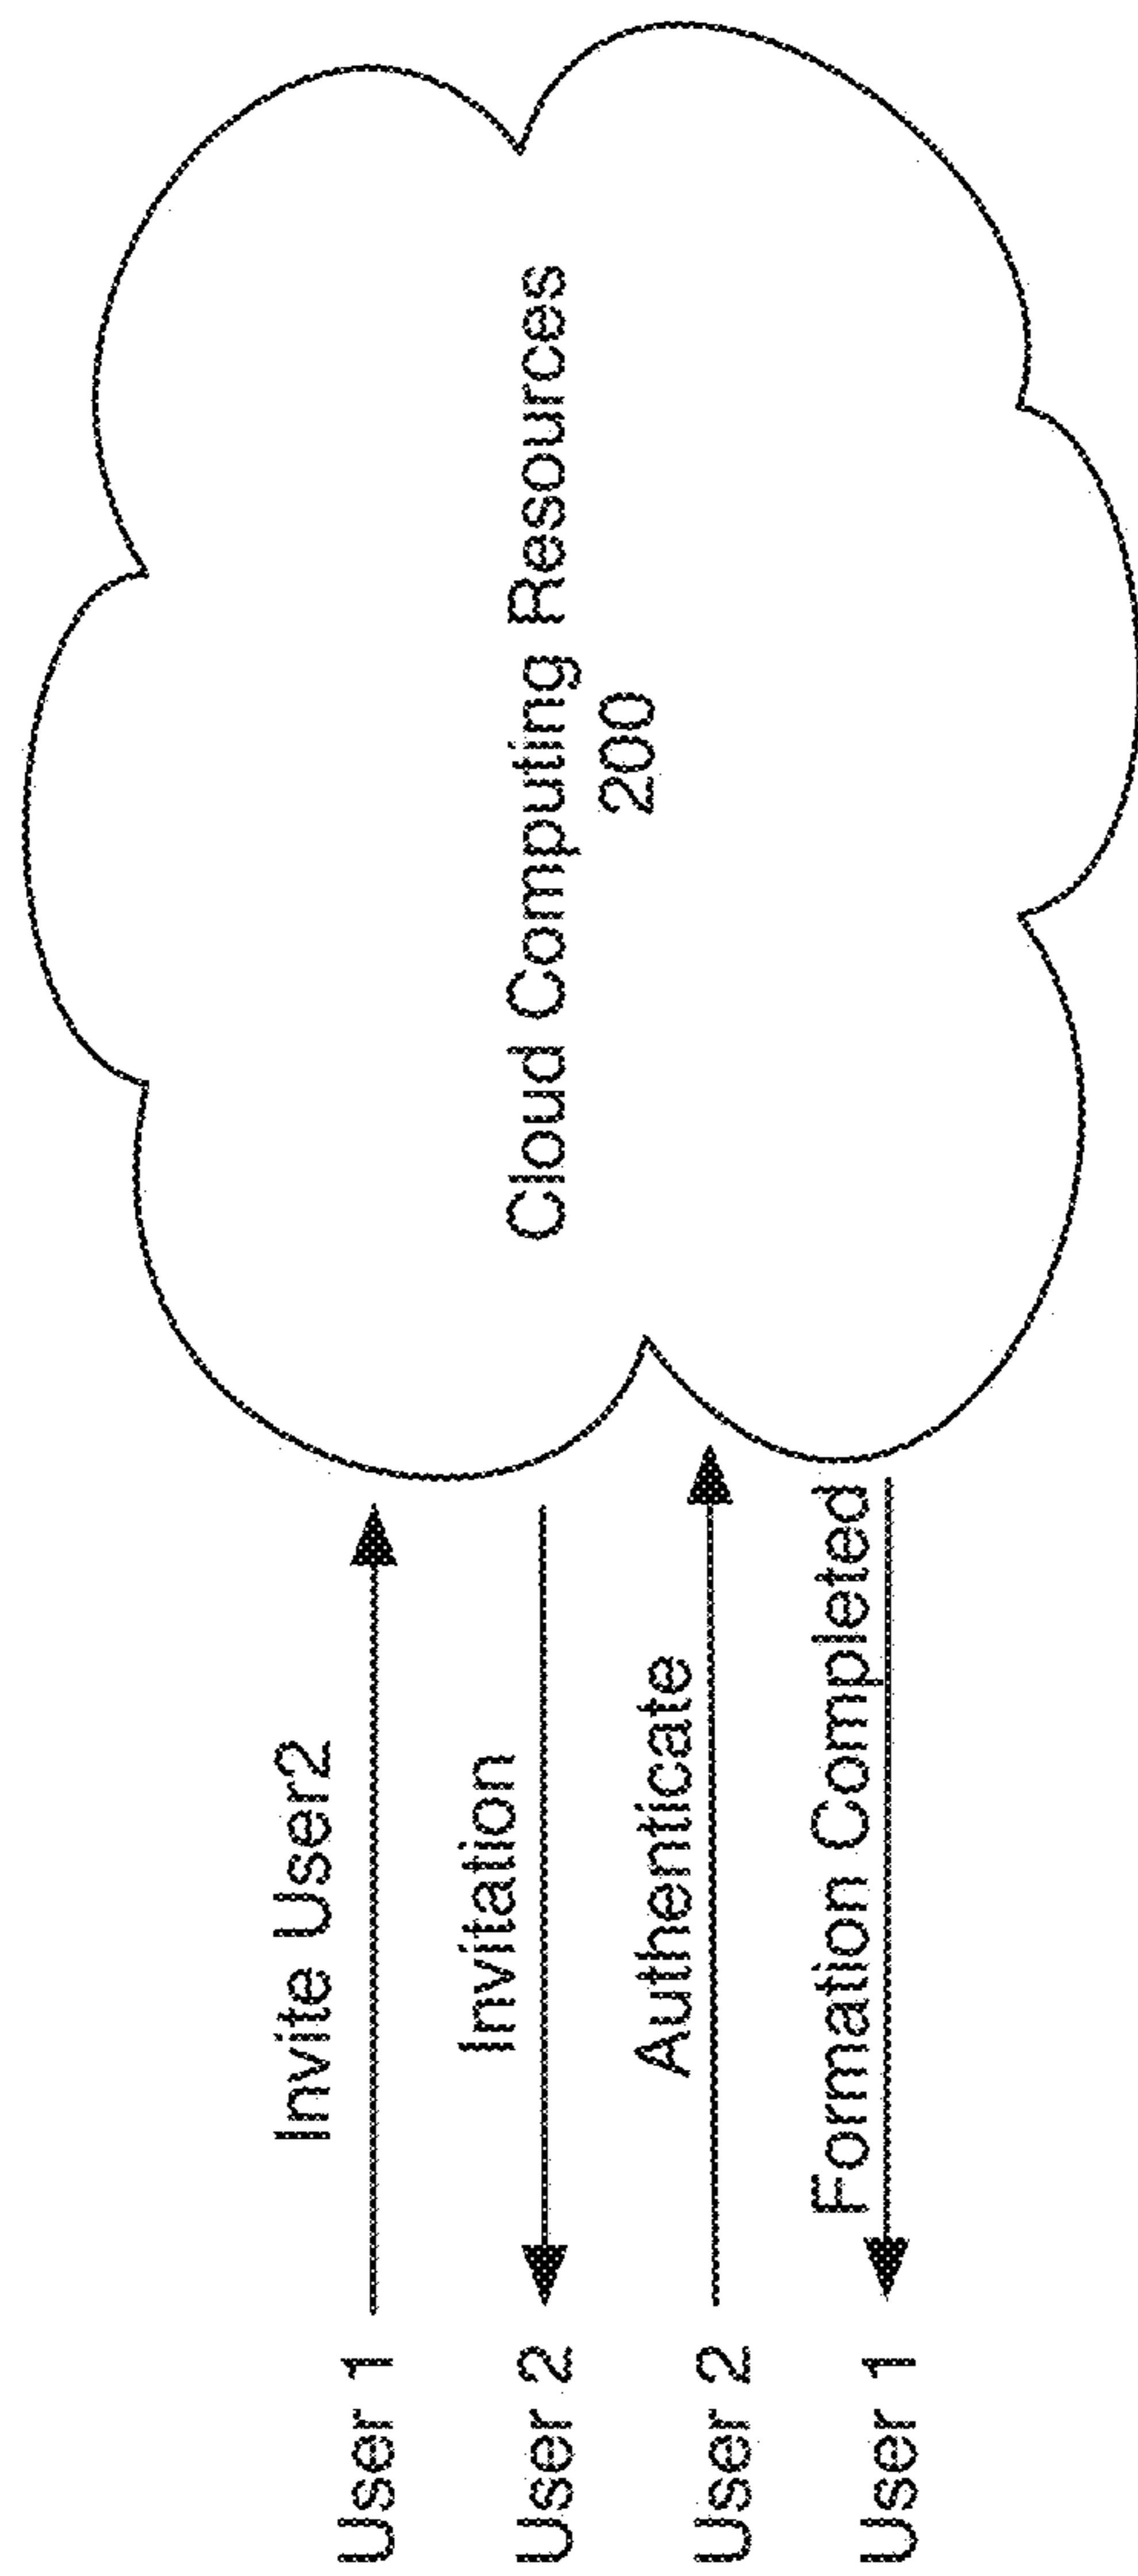 Invite User2
User 1
Invitation
User 2
Authenticate
User 2
Formation Completed
User 1
Cloud Computing Resources
200